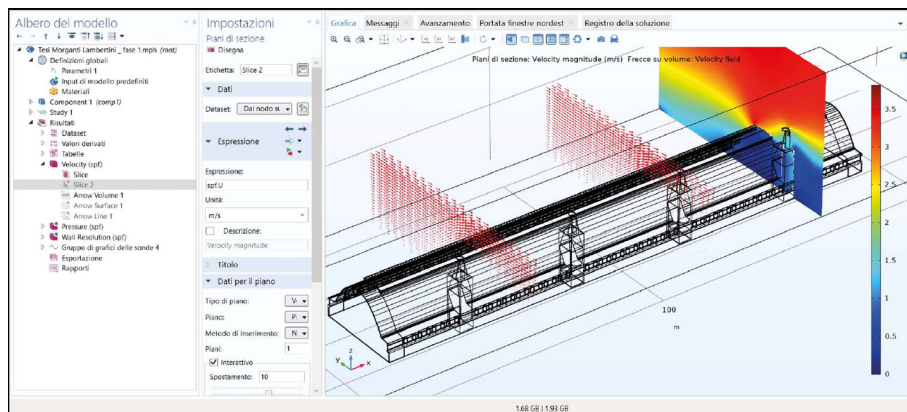 Albero del modello
Tesi Morganti Lambertini _ fase 1.mph (root)
Definizioni globali
Parametri 1
Input di modello predefiniti
Materiali
Component 1 (comp1)
Study 1
Risultati
Dataset
Valori derivati
Tabelle
Velocity (spf)
Slice
Slice 2
Arrow Volume 1
Arrow Surface 1
Arrow Line 1
Pressure (spf)
Wall Resolution (spf)
Gruppo di grafici delle sonde 4
Esportazione
Rapporti
Impostazioni
Piani di sezione
Disegna
Etichetta: Slice 2
Dati
Dataset: Dal nodo su
Espressione
Espressione:
spf.U
Unità:
m/s
Descrizione:
Velocity magnitude
Titolo
Dati per il piano
Tipo di piano:
Piano:
Metodo di inserimento: N
Piani: 1
Interattivo
Spostamento: 10
Grafica Messaggi Avanzamento Portata finestre nordest Registro della soluzione
Piani di sezione: Velocity magnitude (m/s) Frecce su volume: Velocity field
3.5
3
2.5
2
1.5
1
0.5
0
100
m
z
y
x
1.68 GB | 1.93 GB